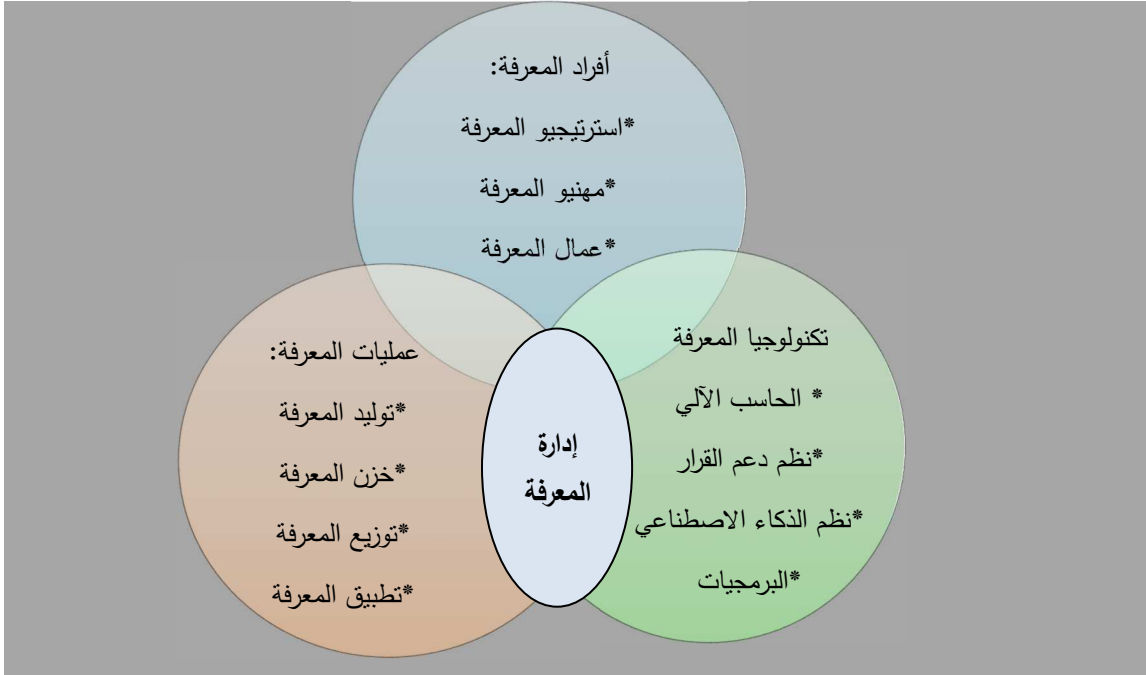 أفراد المعرفة:
*استرتيجيو المعرفة
*مهنيو المعرفة
*عمال المعرفة
تكنولوجيا المعرفة
* الحاسب الآلي
*نظم دعم القرار
*نظم الذكاء الاصطناعي
*البرمجيات
عمليات المعرفة:
*توليد المعرفة
*خزن المعرفة
*توزيع المعرفة
*تطبيق المعرفة
إدارة
المعرفة